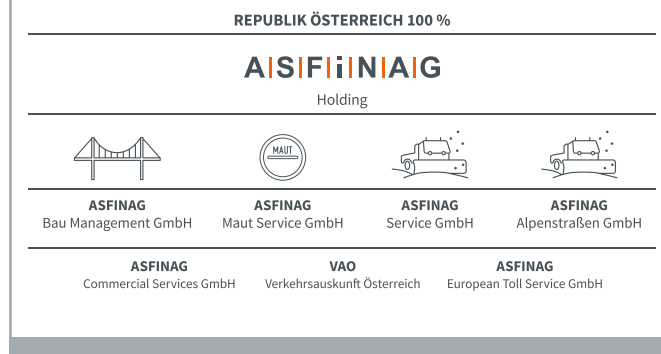 REPUBLIK ÖSTERREICH 100 %
A|S|F|i|N|A|G
Holding
MAUT
ASFINAG ASFINAG ASFINAG ASFINAG
Bau Management GmbH Maut Service GmbH Service GmbH Alpenstraßen GmbH
ASFINAG VAO ASFINAG
Commercial Services GmbH Verkehrsauskunft Österreich European Toll Service GmbH